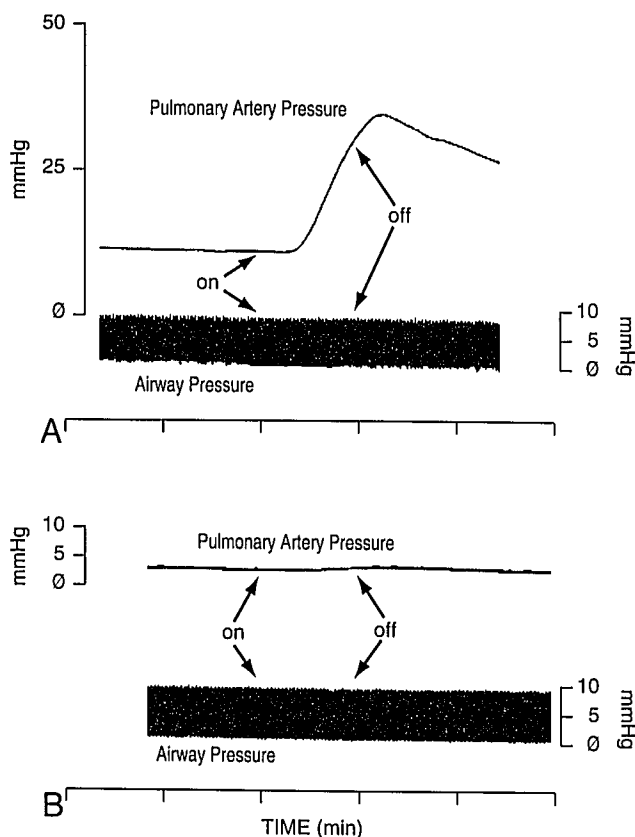 50
Pulmonary Artery Pressure
mmHg
25
off
on
Ø
10
5
Ø
mmHg
Airway Pressure
A
10
5
Ø
mmHg
Pulmonary Artery Pressure
on
off
10
5
Ø
mmHg
Airway Pressure
B
TIME (min)